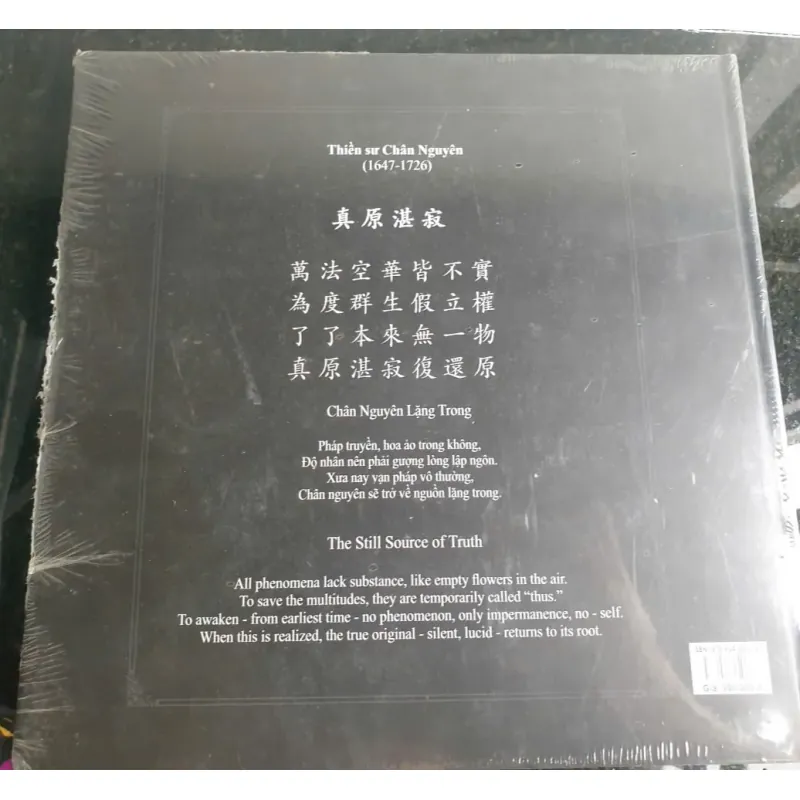 Thiền sư Chân Nguyên
(1647-1726)
真原湛寂
萬法空華皆不實
為度群生假立權
了了本來無一物
真原湛寂復還原
Chân Nguyên Lặng Trong
Pháp truyền, hoa ảo trong không,
Độ nhân nên phải gượng lòng lập ngôn.
Xưa nay vạn pháp vô thường,
Chân nguyên sẽ trở về nguồn lặng trong.
The Still Source of Truth
All phenomena lack substance, like empty flowers in the air.
To save the multitudes, they are temporarily called “thus.”
To awaken - from earliest time - no phenomenon, only impermanence, no - self.
When this is realized, the true original - silent, lucid - returns to its root.
Giá